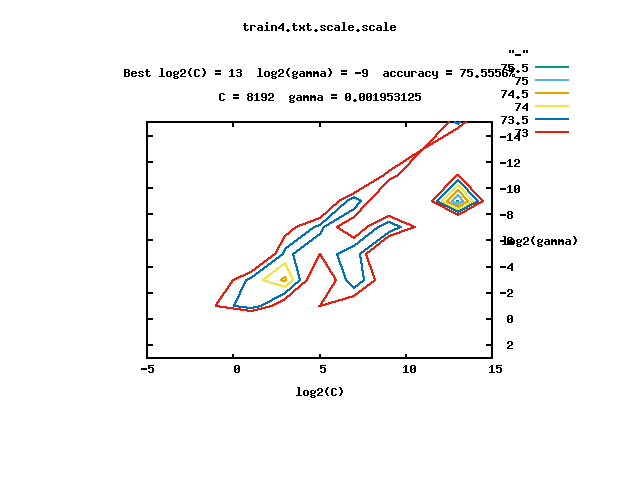 train4.txt.scale.scale
"-"
Best log2(C) = 13 log2(gamma) = -9 accuracy = 75.5556%
75.5
75
C = 8192 gamma = 0.001953125
74.5
74
73.5
73
-14
-12
-10
-8
-6
log2(gamma)
-4
-2
0
2
-5 0 5 10 15
log2(C)